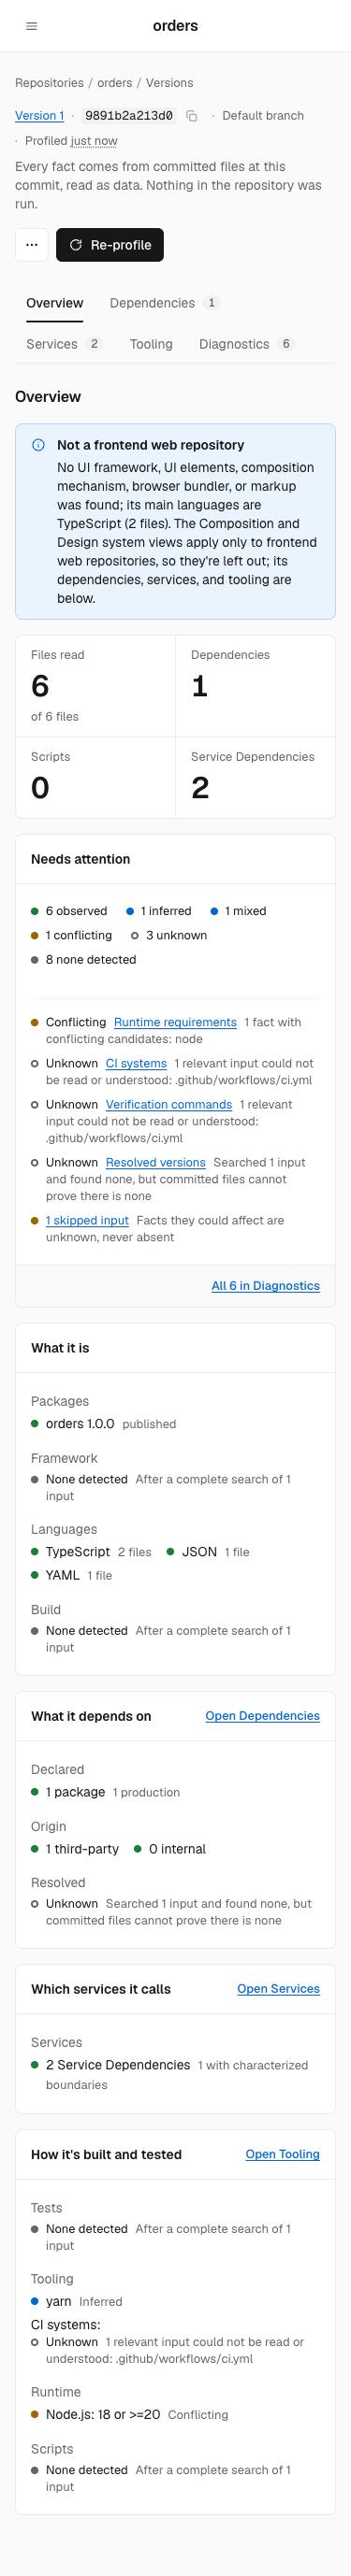 orders
Repositories / orders / Versions
Version 1 · 9891b2a213d0 · Default branch
· Profiled just now
Every fact comes from committed files at this
commit, read as data. Nothing in the repository was
run.
Re-profile
Overview Dependencies 1
Services 2 Tooling Diagnostics 6
Overview
Not a frontend web repository
No UI framework, UI elements, composition
mechanism, browser bundler, or markup
was found; its main languages are
TypeScript (2 files). The Composition and
Design system views apply only to frontend
web repositories, so they're left out; its
dependencies, services, and tooling are
below.
Files read Dependencies
6 1
of 6 files
Scripts Service Dependencies
0 2
Needs attention
6 observed 1 inferred 1 mixed
1 conflicting 3 unknown
8 none detected
Conflicting Runtime requirements 1 fact with
conflicting candidates: node
Unknown CI systems 1 relevant input could not
be read or understood: .github/workflows/ci.yml
Unknown Verification commands 1 relevant
input could not be read or understood:
.github/workflows/ci.yml
Unknown Resolved versions Searched 1 input
and found none, but committed files cannot
prove there is none
1 skipped input Facts they could affect are
unknown, never absent
All 6 in Diagnostics
What it is
Packages
orders 1.0.0 published
Framework
None detected After a complete search of 1
input
Languages
TypeScript 2 files JSON 1 file
YAML 1 file
Build
None detected After a complete search of 1
input
What it depends on Open Dependencies
Declared
1 package 1 production
Origin
1 third-party 0 internal
Resolved
Unknown Searched 1 input and found none, but
committed files cannot prove there is none
Which services it calls Open Services
Services
2 Service Dependencies 1 with characterized
boundaries
How it's built and tested Open Tooling
Tests
None detected After a complete search of 1
input
Tooling
yarn Inferred
CI systems:
Unknown 1 relevant input could not be read or
understood: .github/workflows/ci.yml
Runtime
Node.js: 18 or >=20 Conflicting
Scripts
None detected After a complete search of 1
input